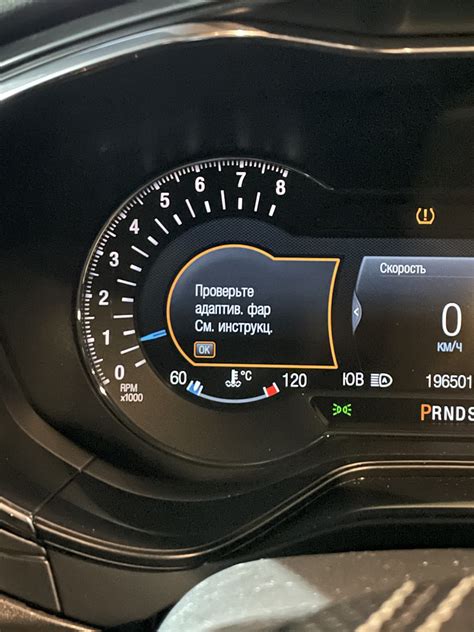 0 1 2 3 4 5 6 7 8
RPM
x1000
Проверьте
адаптив. фар
См. инструкц.
OK
60 °C 120
Скорость
0
км/ч
ЮВ
196501
PRNDS